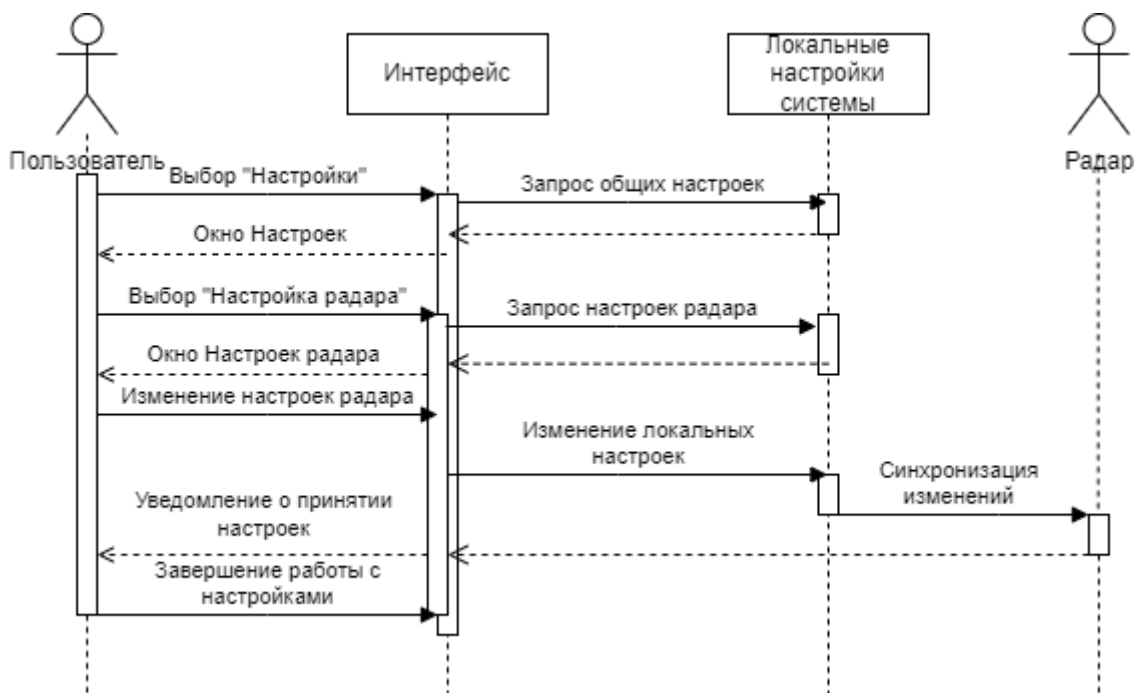 Интерфейс
Локальные
настройки
системы
Пользователь
Радар
Выбор "Настройки"
Запрос общих настроек
Окно Настроек
Выбор "Настройка радара"
Запрос настроек радара
Окно Настроек радара
Изменение настроек радара
Изменение локальных
настроек
Синхронизация
изменений
Уведомление о принятии
настроек
Завершение работы с
настройками